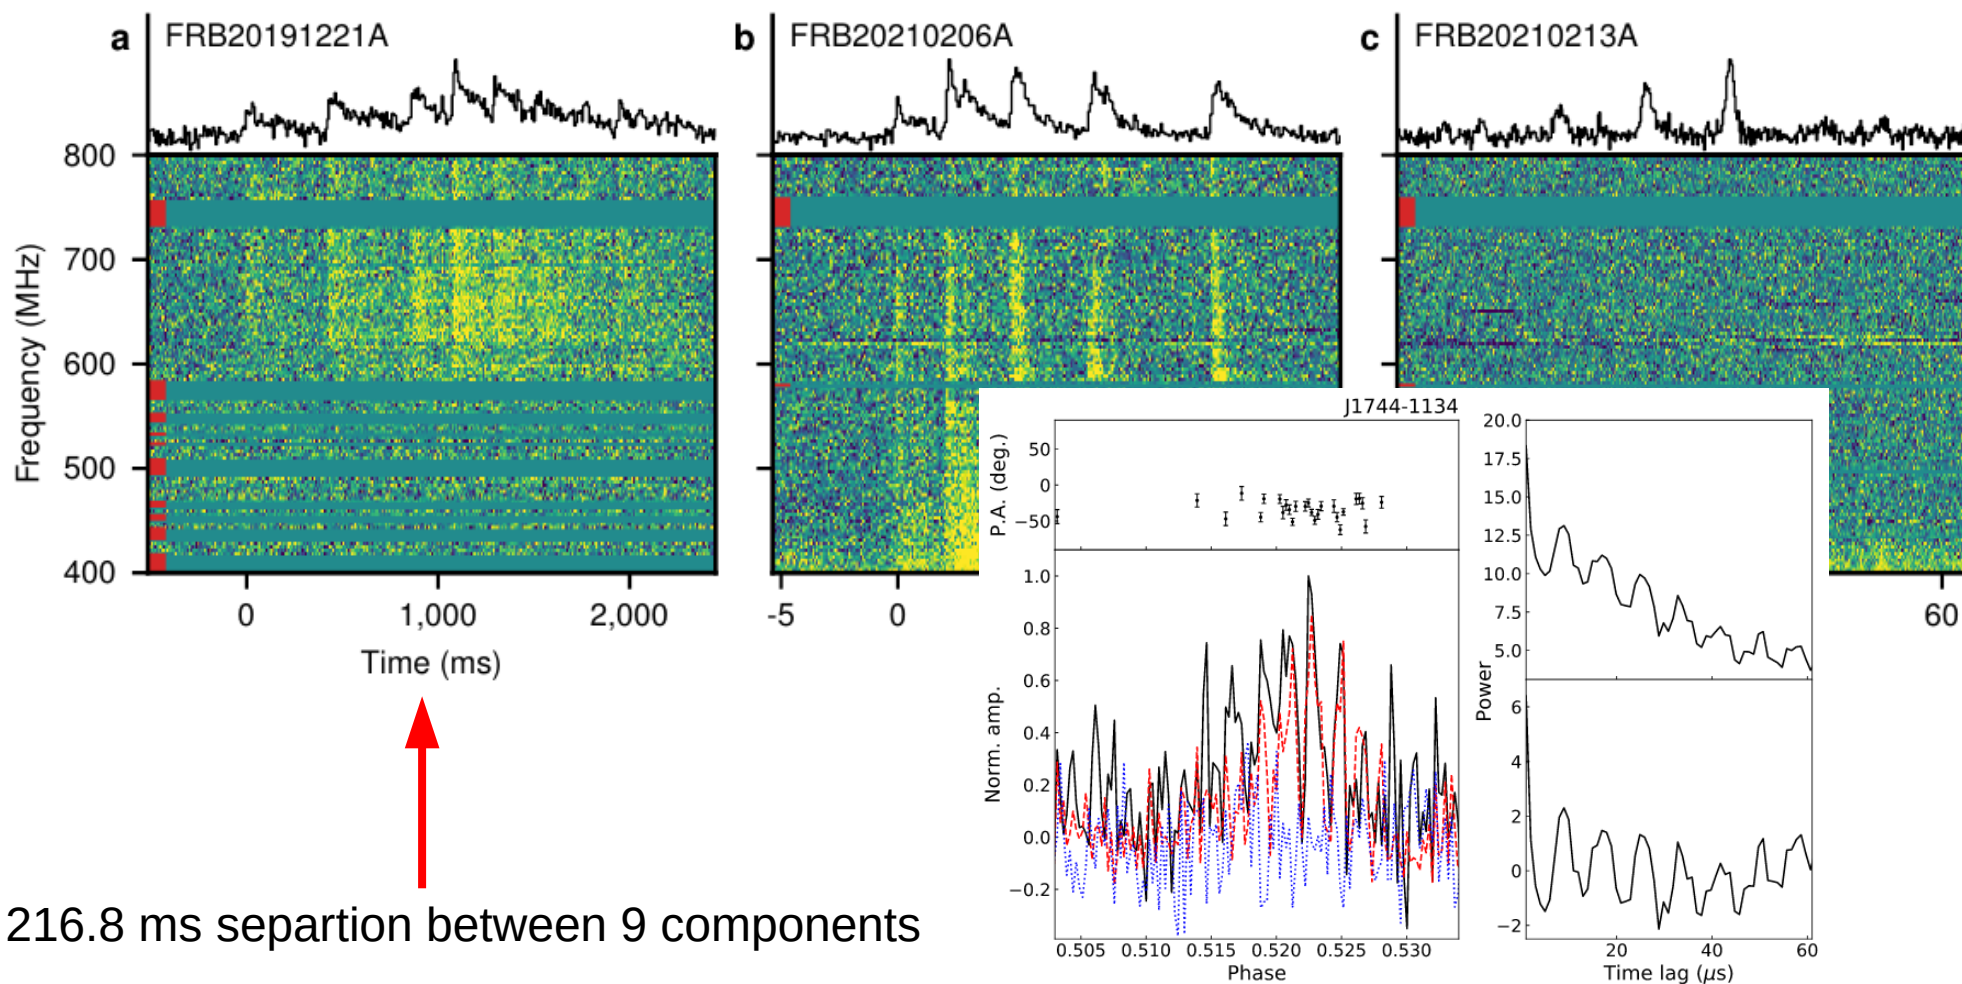 a FRB20191221A
b FRB20210206A
c FRB20210213A
800
700
600
500
400
Frequency (MHz)
0 1,000 2,000
Time (ms)
-5 0
60
J1744-1134
50
0
−50
P.A. (deg.)
1.0
0.8
0.6
0.4
0.2
0.0
−0.2
Norm. amp.
0.505 0.510 0.515 0.520 0.525 0.530
Phase
20.0
17.5
15.0
12.5
10.0
7.5
5.0
Power
6
4
2
0
−2
20 40 60
Time lag (μs)
216.8 ms separtion between 9 components